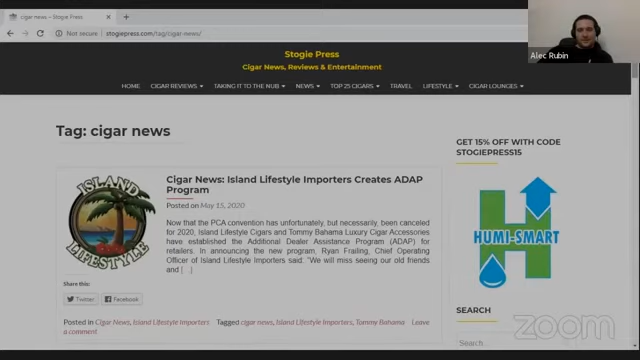 cigar news – Stogie Press
Not secure
stogiepress.com/tag/cigar-news/
Alec Rubin
Stogie Press
Cigar News, Reviews & Entertainment
HOME
CIGAR REVIEWS
TAKING IT TO THE NUB
NEWS
TOP 25 CIGARS
TRAVEL
LIFESTYLE
CIGAR LOUNGES
Tag: cigar news
ISLAND
LIFESTYLE
Cigar News: Island Lifestyle Importers Creates ADAP
Program
Posted on May 15, 2020
Now that the PCA convention has unfortunately, but necessarily, been canceled
for 2020, Island Lifestyle Cigars and Tommy Bahama Luxury Cigar Accessories
have established the Additional Dealer Assistance Program (ADAP) for
retailers. In announcing the new program, Ryan Frailing, Chief Operating
Officer of Island Lifestyle Importers said: "We will miss seeing our old friends
and [...]
Share this:
Twitter
Facebook
Posted in Cigar News, Island Lifestyle Importers Tagged cigar news, Island Lifestyle Importers, Tommy Bahama Leave
a comment
GET 15% OFF WITH CODE
STOGIEPRESS15
HUMI-SMART
SEARCH
Search
zoom